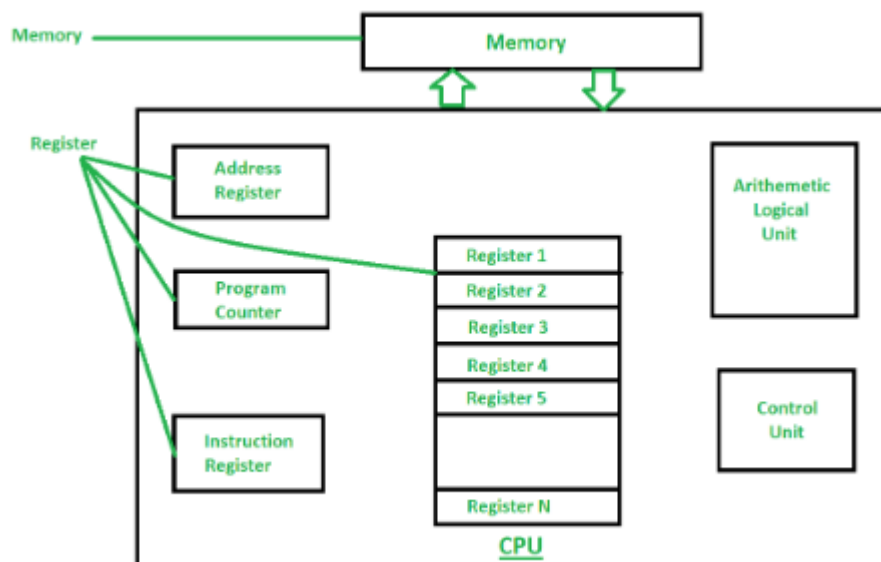 Memory
Memory
Register
Address
Register
Program
Counter
Instruction
Register
Register 1
Register 2
Register 3
Register 4
Register 5
Register N
CPU
Arithemetic
Logical
Unit
Control
Unit